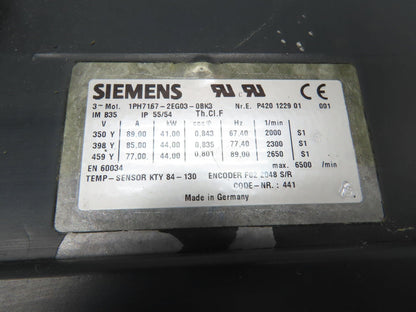 SIEMENS
3~ Mot. 1PH7167-2EG03-0BK3 Nr.E. P420 1229 01 001
IM B35 IP 55/54 Th.Cl.F
V A kW cosφ Hz 1/min
350 Y 89,00 41,00 0,843 67,40 2000 S1
398 Y 85,00 44,00 0,835 77,40 2300 S1
459 Y 77,00 44,00 0,801 89,00 2650 S1
EN 60034 max. 6500 /min
TEMP-SENSOR KTY 84-130 ENCODER 2048 S/R
CODE-NR.: 441
Made in Germany